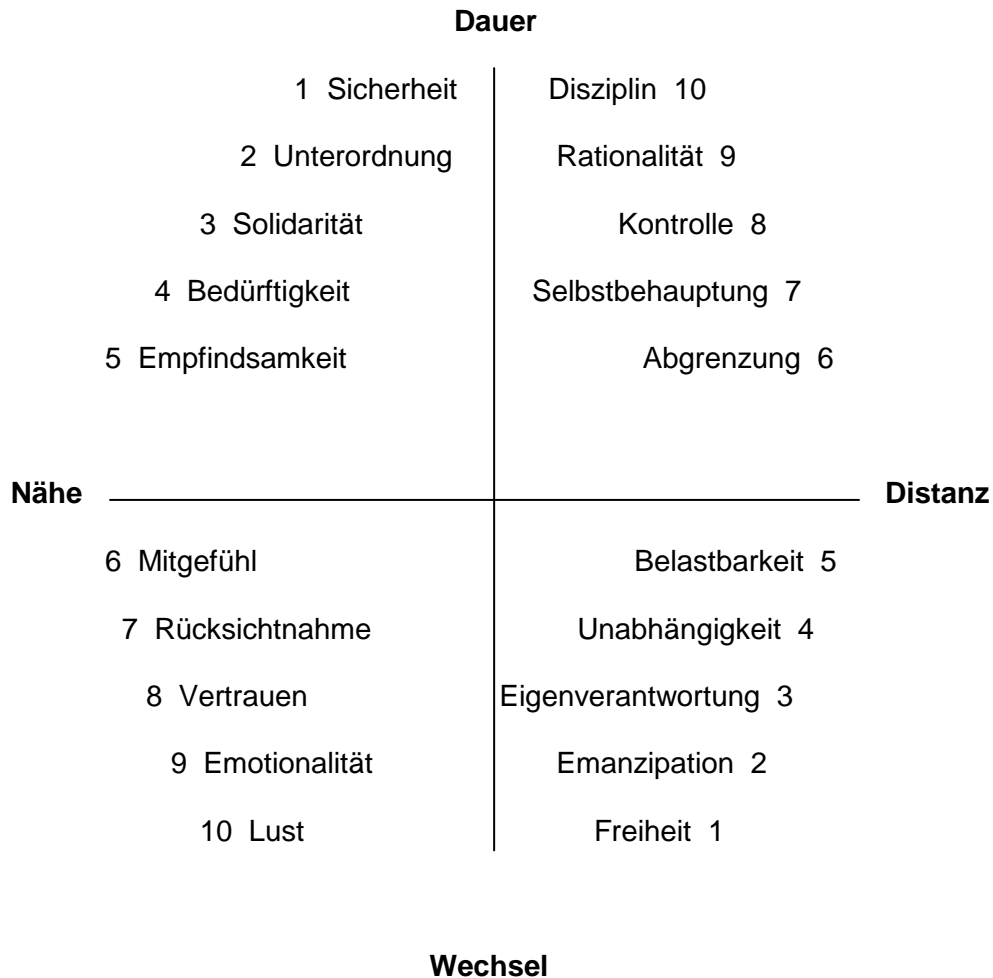 Dauer
1 Sicherheit Disziplin 10
2 Unterordnung Rationalität 9
3 Solidarität Kontrolle 8
4 Bedürftigkeit Selbstbehauptung 7
5 Empfindsamkeit Abgrenzung 6
Nähe Distanz
6 Mitgefühl Belastbarkeit 5
7 Rücksichtnahme Unabhängigkeit 4
8 Vertrauen Eigenverantwortung 3
9 Emotionalität Emanzipation 2
10 Lust Freiheit 1
Wechsel